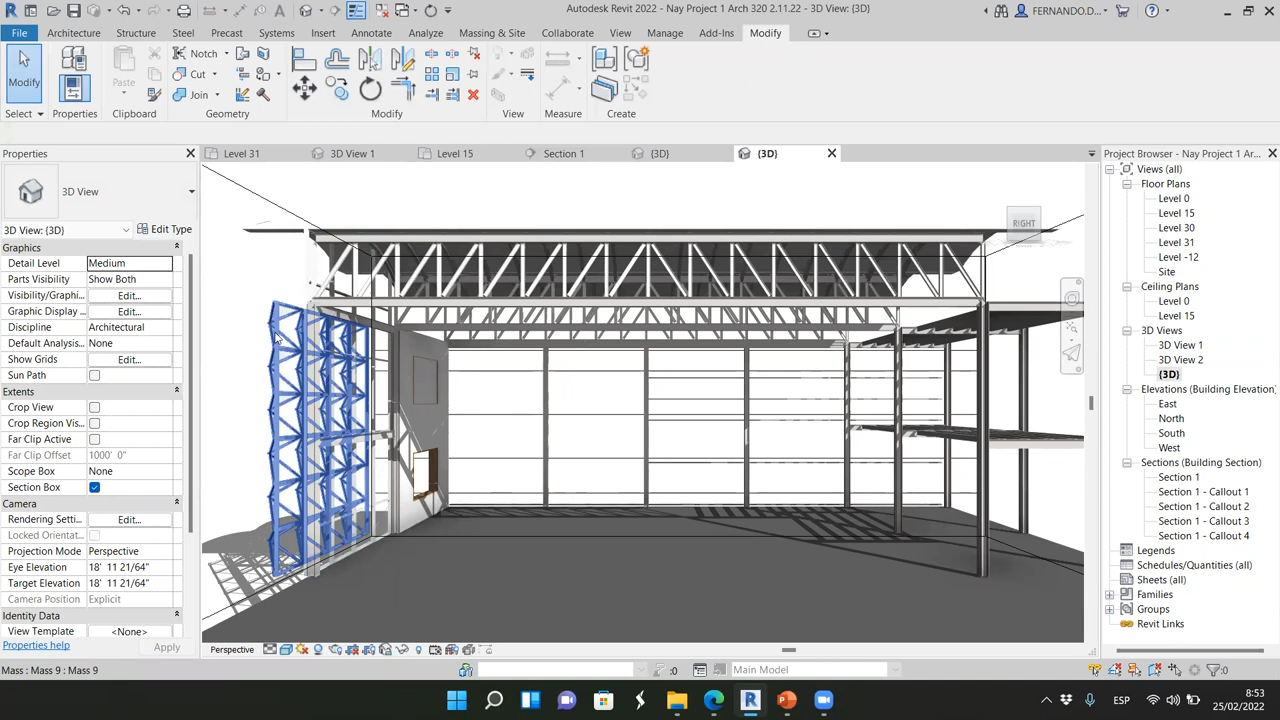 Autodesk Revit 2022 - Nay Project 1 Arch 320 2.11.22 - 3D View: {3D}
FERNANDO.D...
File Architecture Structure Steel Precast Systems Insert Annotate Analyze Massing & Site Collaborate View Manage Add-Ins Modify
Modify
Paste
Notch
Cut
Join
Select Properties Clipboard Geometry Modify View Measure Create
Properties
Level 31
3D View 1
Level 15
Section 1
{3D}
{3D}
Project Browser - Nay Project 1 Ar...
3D View
3D View: {3D}
Edit Type
Graphics
Detail Level Medium
Parts Visibility Show Both
Visibility/Graphi... Edit...
Graphic Display ... Edit...
Discipline Architectural
Default Analysis... None
Show Grids Edit...
Sun Path
Extents
Crop View
Crop Region Vis...
Far Clip Active
Far Clip Offset 1000' 0"
Scope Box None
Section Box
Camera
Rendering Setti... Edit...
Locked Orientat...
Projection Mode Perspective
Eye Elevation 18' 11 21/64"
Target Elevation 18' 11 21/64"
Camera Position Explicit
Identity Data
View Template <None>
Properties help
Apply
RIGHT
Views (all)
Floor Plans
Level 0
Level 15
Level 30
Level 31
Level -12
Site
Ceiling Plans
Level 0
Level 15
3D Views
3D View 1
3D View 2
{3D}
Elevations (Building Elevation)
East
North
South
West
Sections (Building Section)
Section 1
Section 1 - Callout 1
Section 1 - Callout 2
Section 1 - Callout 3
Section 1 - Callout 4
Legends
Schedules/Quantities (all)
Sheets (all)
Families
Groups
Revit Links
Perspective
Mass : Mass 9 : Mass 9
:0
Main Model
:0
ESP
8:53
25/02/2022